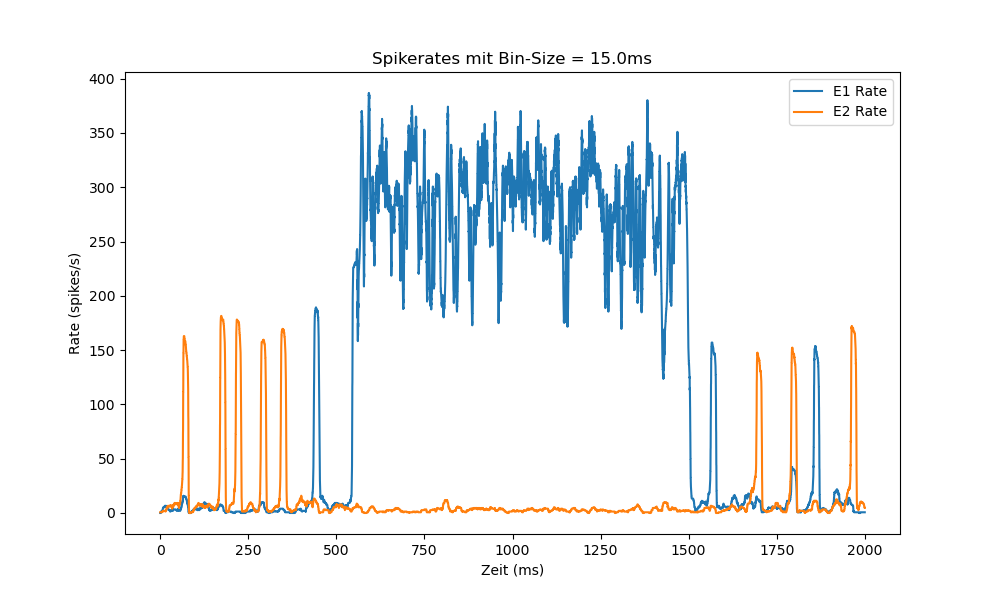 Spikerates mit Bin-Size = 15.0ms
E1 Rate
E2 Rate
400
350
300
250
200
150
100
50
0
Rate (spikes/s)
0 250 500 750 1000 1250 1500 1750 2000
Zeit (ms)